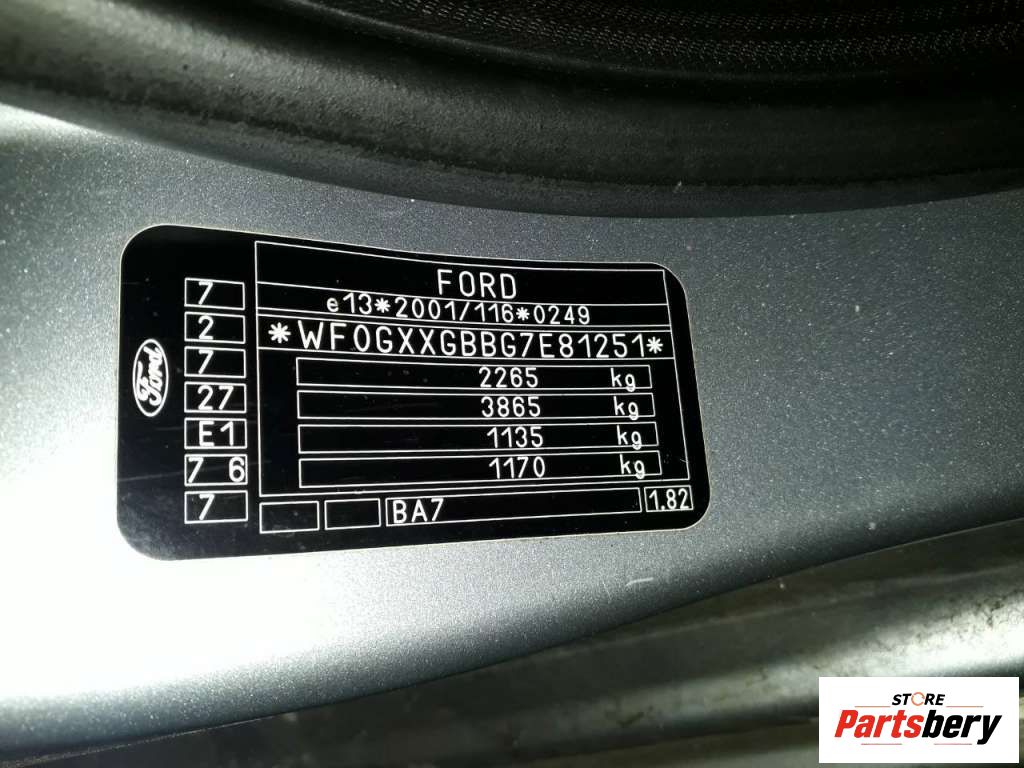 FORD
e13*2001/116*0249
*WF0GXXGBBG7E81251*
2265 kg
3865 kg
1135 kg
1170 kg
BA7 1.82
7
2
7
27
E1
7 6
7
Ford
STORE
Partsbery